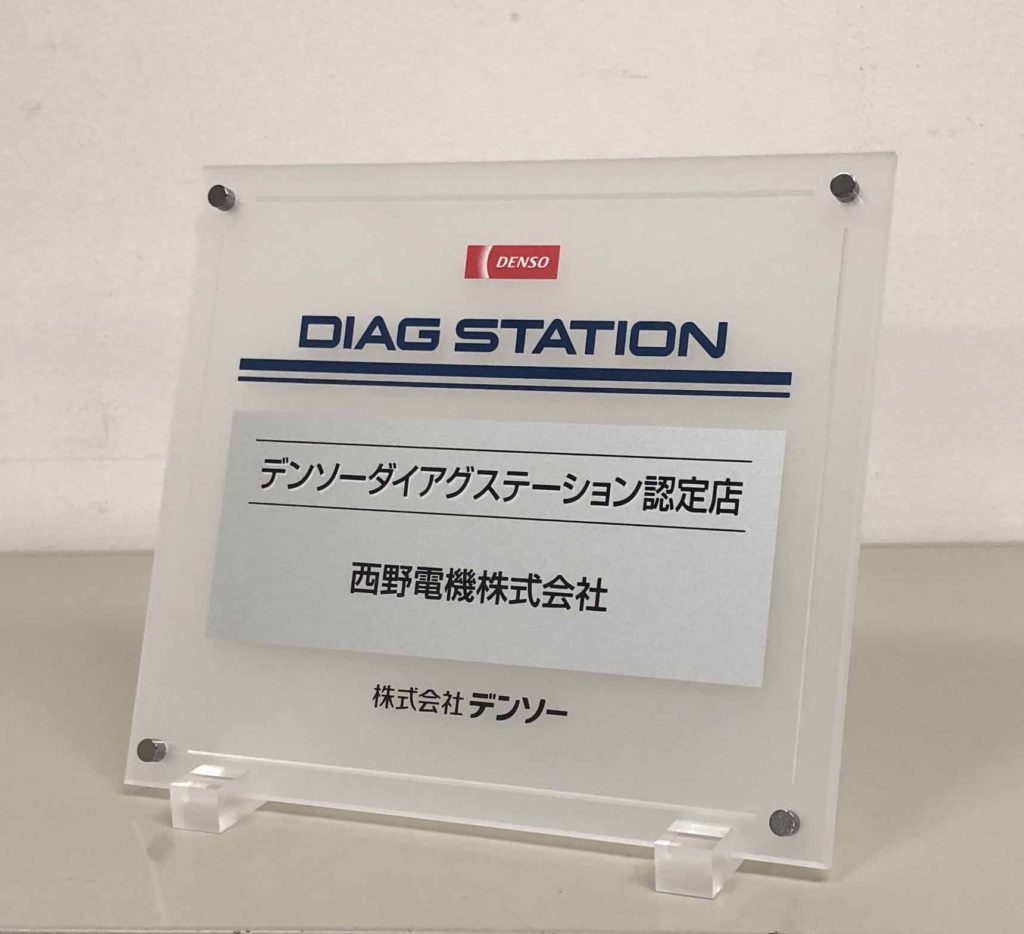 DENSO
DIAG STATION
デンソーダイアグステーション認定店
西野電機株式会社
株式会社 デンソー